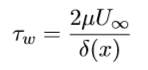 τ_w = 2μU_∞ / δ(x)